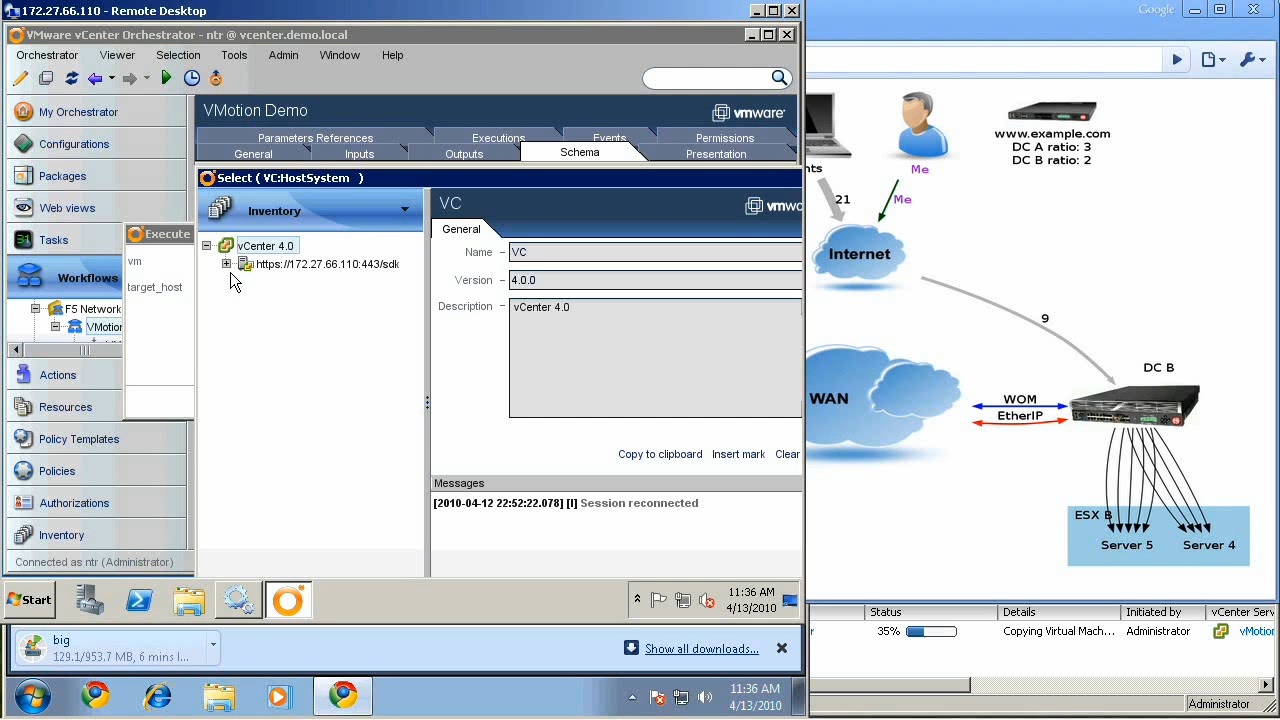 172.27.66.110 - Remote Desktop
VMware vCenter Orchestrator - ntr @ vcenter.demo.local
Orchestrator Viewer Selection Tools Admin Window Help
My Orchestrator
Configurations
Packages
Web views
Tasks
Workflows
F5 Network
VMotion
Actions
Resources
Policy Templates
Policies
Authorizations
Inventory
Connected as ntr (Administrator)
VMotion Demo
vmware
Parameters References Executions Events Permissions
General Inputs Outputs Schema Presentation
Execute
vm
target_host
Select ( VC:HostSystem )
Inventory
vCenter 4.0
https://172.27.66.110:443/sdk
VC
vmw
General
Name VC
Version 4.0.0
Description vCenter 4.0
Copy to clipboard Insert mark Clear
Messages
[2010-04-12 22:52:22.078] [I] Session reconnected
Start
11:36 AM
4/13/2010
big
129.1/953.7 MB, 6 mins l...
Show all downloads...
11:36 AM
4/13/2010
Google
nts
Me
www.example.com
DC A ratio: 3
DC B ratio: 2
21
Me
Internet
9
DC B
WAN
WOM
EtherIP
ESX B
Server 5 Server 4
Status Details Initiated by vCenter Serv
r 35% Copying Virtual Mach... Administrator vMotion
Administrator